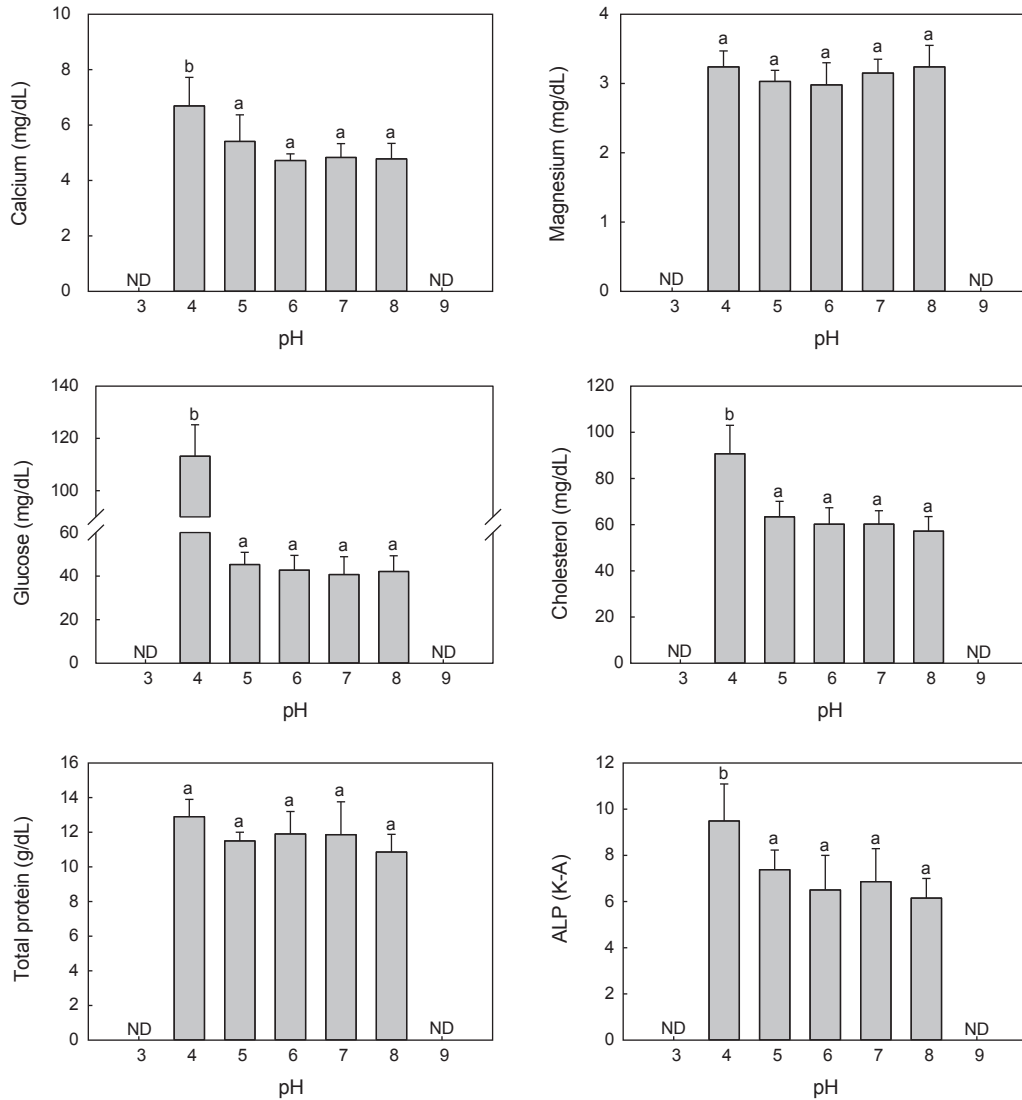 Calcium (mg/dL)
10
8
6
4
2
0
ND
b
a
a
a
a
ND
3 4 5 6 7 8 9
pH
Magnesium (mg/dL)
4
3
2
1
0
ND
a
a
a
a
a
ND
3 4 5 6 7 8 9
pH
Glucose (mg/dL)
140
120
100
60
40
20
0
ND
b
a
a
a
a
ND
3 4 5 6 7 8 9
pH
Cholesterol (mg/dL)
120
100
80
60
40
20
0
ND
b
a
a
a
a
ND
3 4 5 6 7 8 9
pH
Total protein (g/dL)
16
14
12
10
8
6
4
2
0
ND
a
a
a
a
a
ND
3 4 5 6 7 8 9
pH
ALP (K-A)
12
10
8
6
4
2
0
ND
b
a
a
a
a
ND
3 4 5 6 7 8 9
pH